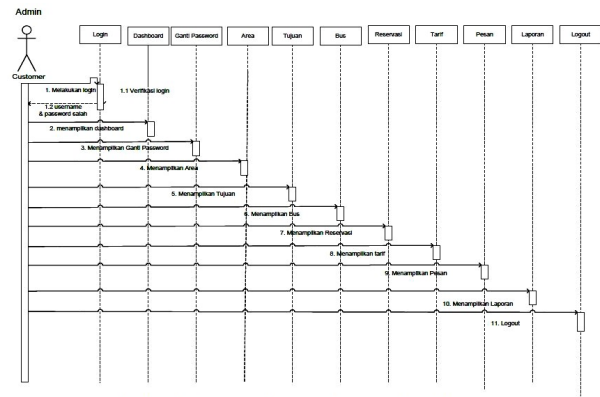 Admin
Login
Dashboard
Ganti Password
Area
Tujuan
Bus
Reservasi
Tarif
Pesan
Laporan
Logout
Customer
1. Melakukan login
1.1 Verifikasi login
1.2 username
& password salah
2. menampilkan dashboard
3. Menampilkan Ganti Password
4. Menampilkan Area
5. Menampilkan Tujuan
6. Menampilkan Bus
7. Menampilkan Reservasi
8. Menampilkan tarif
9. Menampilkan Pesan
10. Menampilkan Laporan
11. Logout